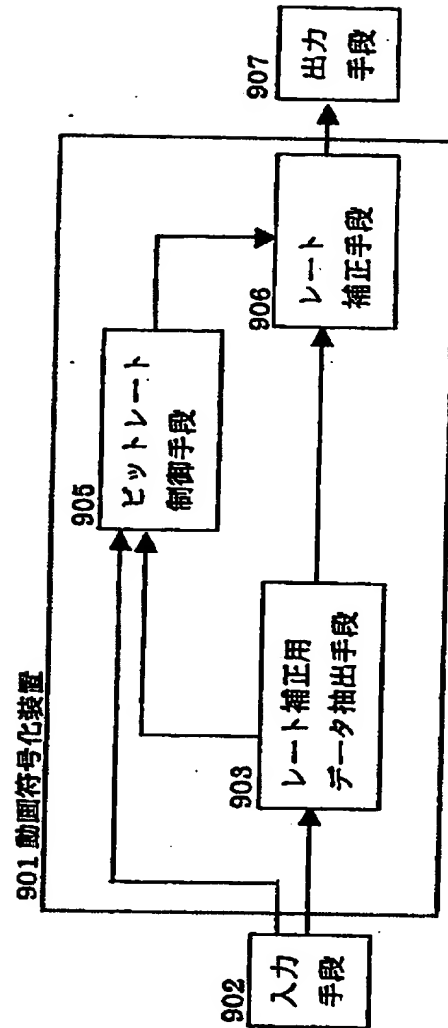 901 動画符号化装置
902
入力
手段
903
レート補正用
データ抽出手段
905
ビットレート
制御手段
906
レート
補正手段
907
出力
手段